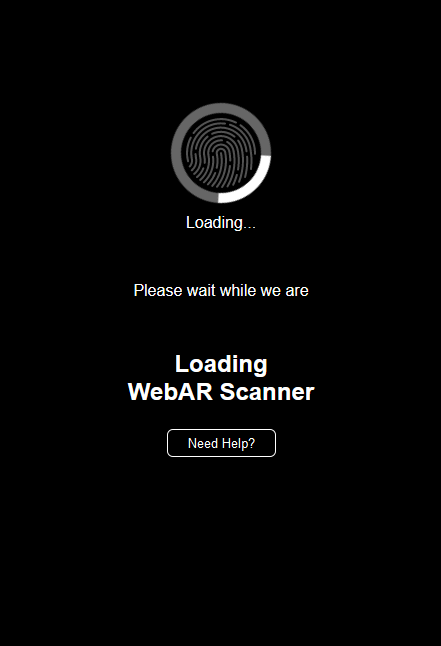 Loading...
Please wait while we are
Loading
WebAR Scanner
Need Help?